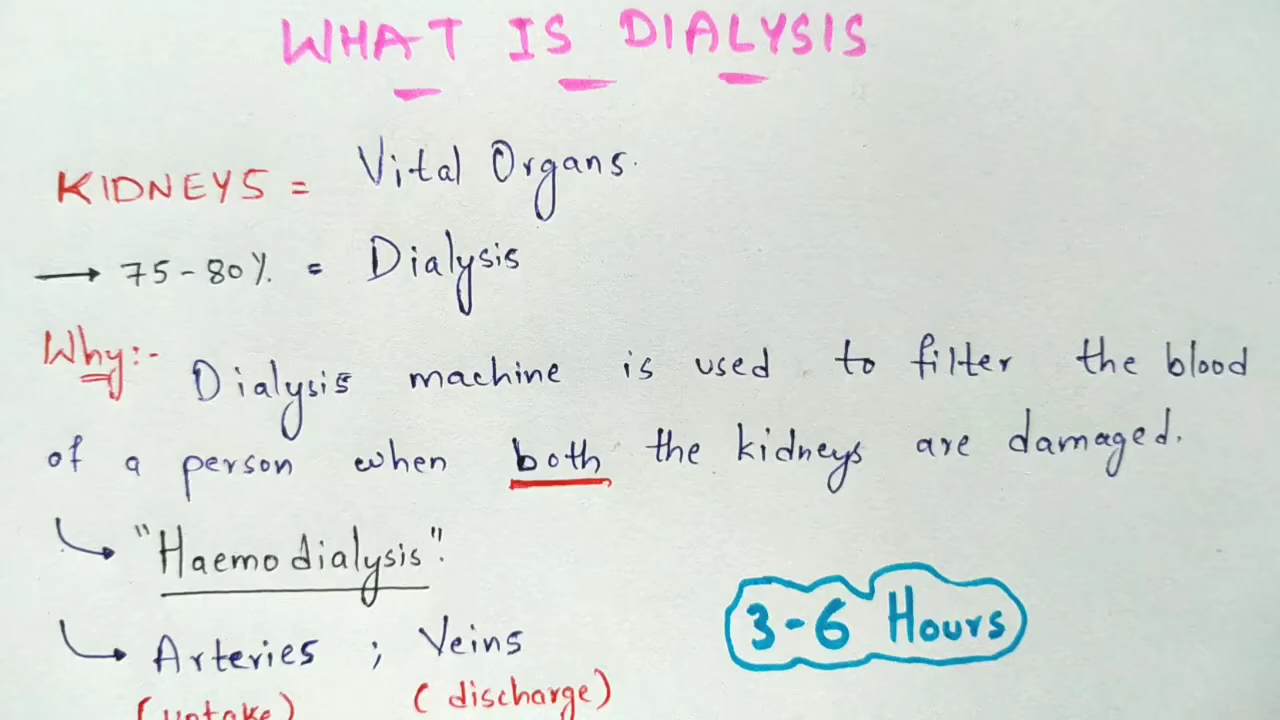 WHAT IS DIALYSIS
KIDNEYS = Vital Organs.
→ 75-80% = Dialysis
Why:- Dialysis machine is used to filter the blood
of a person when both the kidneys are damaged.
↳ "Haemodialysis".
3-6 Hours
↳ Arteries ; Veins
(uptake) (discharge)